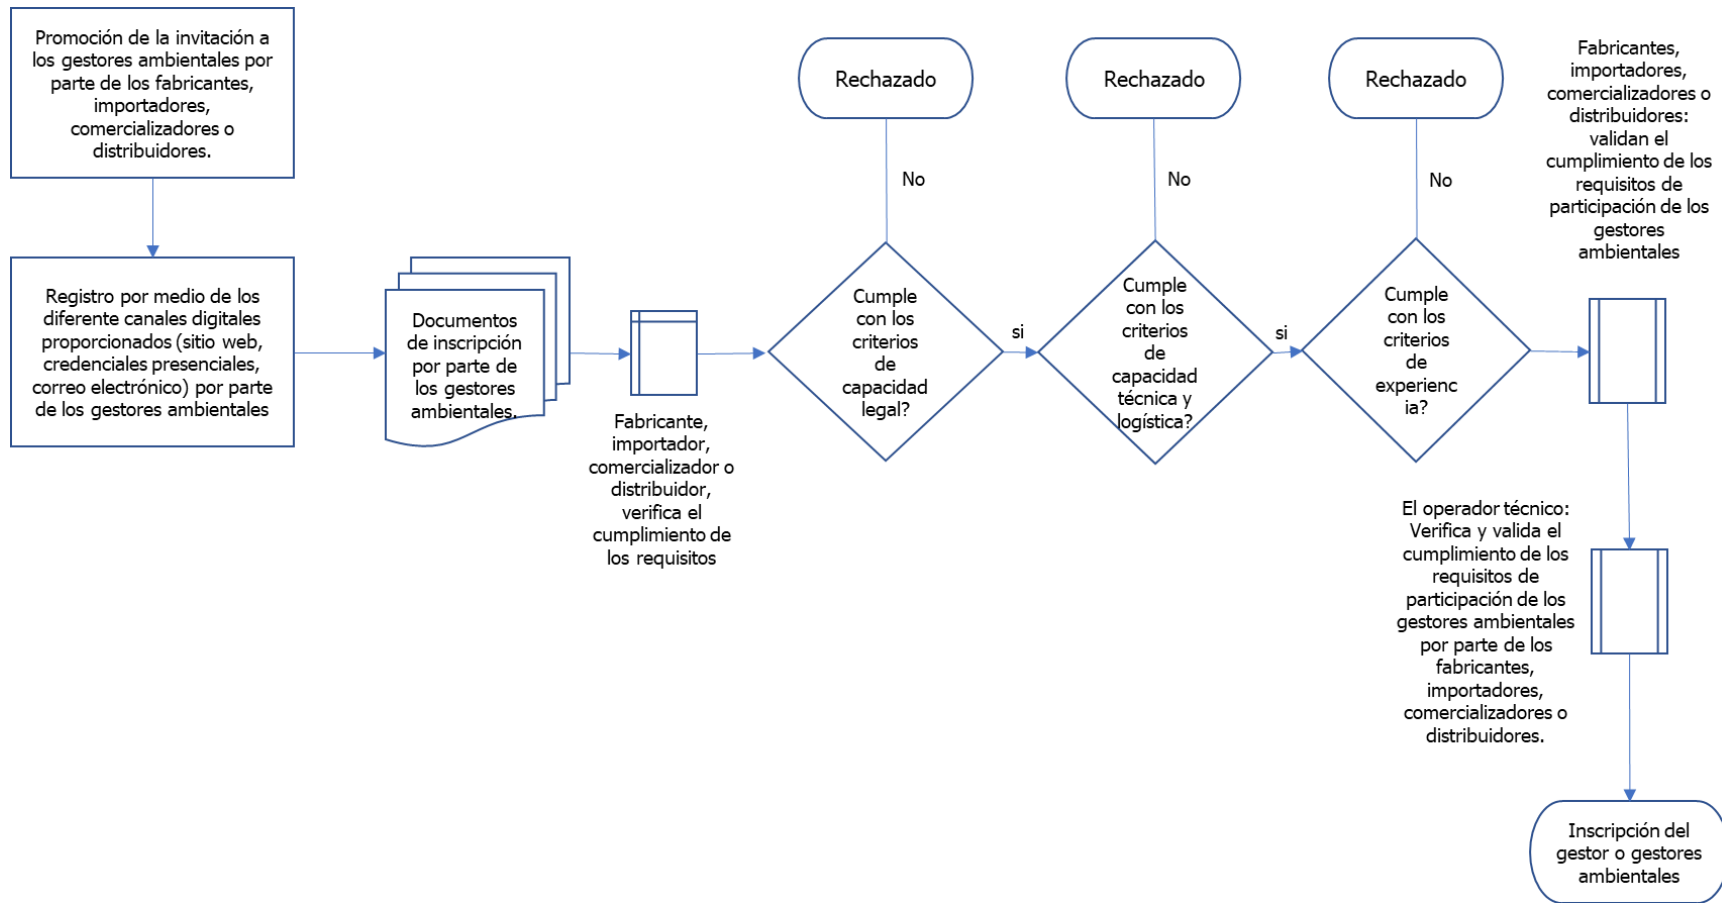 Promoción de la invitación a
los gestores ambientales por
parte de los fabricantes,
importadores,
comercializadores o
distribuidores.
Registro por medio de los
diferente canales digitales
proporcionados (sitio web,
credenciales presenciales,
correo electrónico) por parte
de los gestores ambientales
Documentos
de inscripción
por parte de
los gestores
ambientales.
Fabricante,
importador,
comercializador o
distribuidor,
verifica el
cumplimiento de
los requisitos
Rechazado
No
Cumple
con los
criterios
de
capacidad
legal?
si
Rechazado
No
Cumple
con los
criterios
de
capacidad
técnica y
logística?
si
Rechazado
No
Cumple
con los
criterios
de
experienc
ia?
Fabricantes,
importadores,
comercializadores o
distribuidores:
validan el
cumplimiento de los
requisitos de
participación de los
gestores
ambientales
El operador técnico:
Verifica y valida el
cumplimiento de los
requisitos de
participación de los
gestores ambientales
por parte de los
fabricantes,
importadores,
comercializadores o
distribuidores.
Inscripción del
gestor o gestores
ambientales